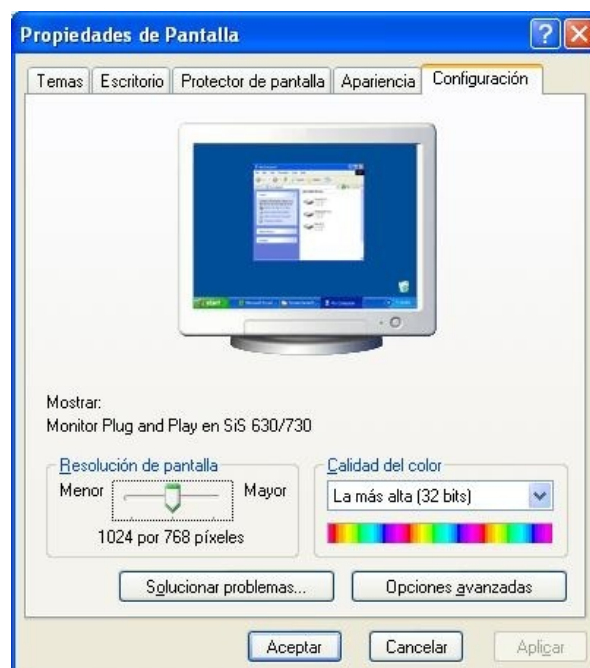 Propiedades de Pantalla
Temas Escritorio Protector de pantalla Apariencia Configuración
start
Mostrar:
Monitor Plug and Play en SiS 630/730
Resolución de pantalla
Menor Mayor
1024 por 768 píxeles
Calidad del color
La más alta (32 bits)
Solucionar problemas... Opciones avanzadas
Aceptar Cancelar Aplicar